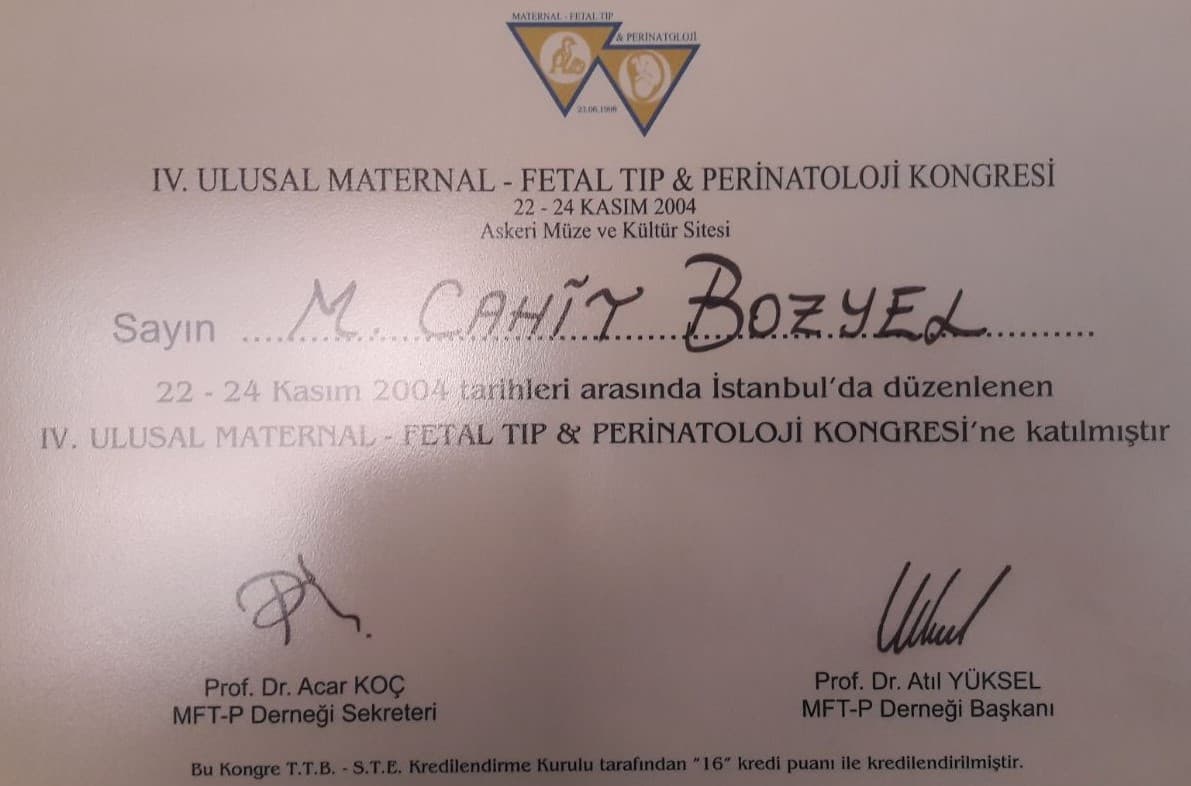 MATERNAL - FETAL TIP
& PERİNATOLOJİ
23.06.1998
IV. ULUSAL MATERNAL - FETAL TIP & PERİNATOLOJİ KONGRESİ
22 - 24 KASIM 2004
Askeri Müze ve Kültür Sitesi
Sayın ....M. CAHİT BOZYEL..........
22 - 24 Kasım 2004 tarihleri arasında İstanbul'da düzenlenen
IV. ULUSAL MATERNAL - FETAL TIP & PERİNATOLOJİ KONGRESİ'ne katılmıştır
Prof. Dr. Acar KOÇ
MFT-P Derneği Sekreteri
Prof. Dr. Atıl YÜKSEL
MFT-P Derneği Başkanı
Bu Kongre T.T.B. - S.T.E. Kredilendirme Kurulu tarafından "16" kredi puanı ile kredilendirilmiştir.